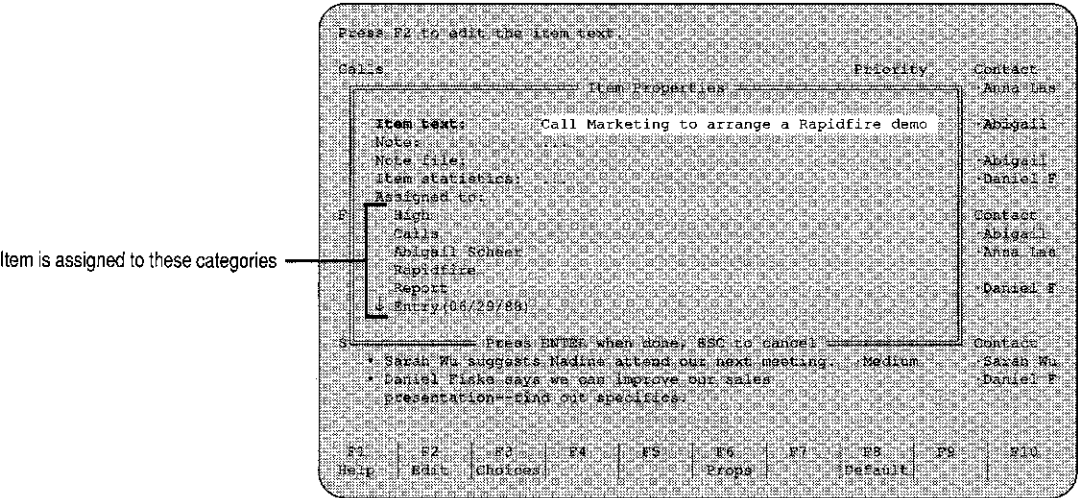 Press F2 to edit the item text.
Calls Priority Contact
Item Properties ·Anna Las
Item text: Call Marketing to arrange a Rapidfire demo ·Abigail
Note: ...
Note file: ·Abigail
Item statistics: ... ·Daniel F
Assigned to:
F High Contact
Calls ·Abigail
Abigail Scheer ·Anna Las
Item is assigned to these categories
Rapidfire
Report ·Daniel F
↓ Entry(06/29/88)
S Press ENTER when done, ESC to cancel Contact
• Sarah Wu suggests Nadine attend our next meeting. ·Medium ·Sarah Wu
• Daniel Fiske says we can improve our sales ·Daniel F
presentation--find out specifics.
F1 F2 F3 F4 F5 F6 F7 F8 F9 F10
Help Edit Choices Props Default